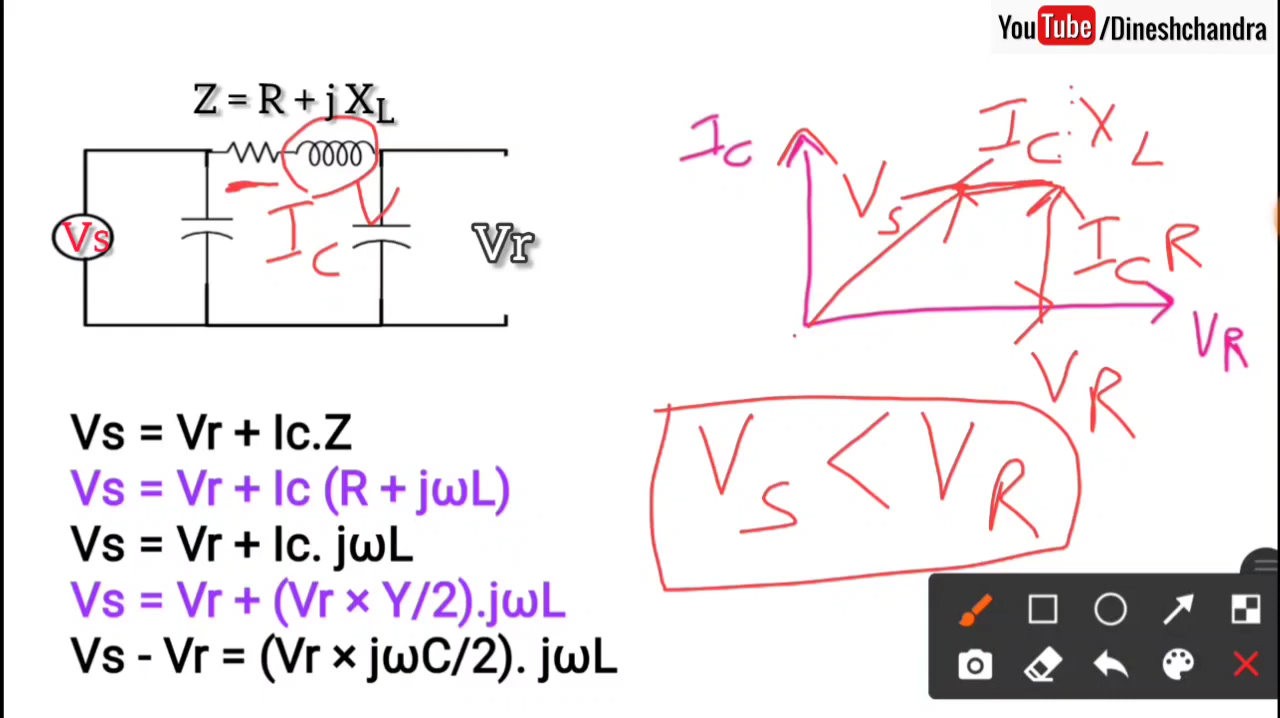 YouTube/Dineshchandra
Z = R + j XL
Vs
IC
Vr
IC
VS
IC XL
IC R
VR
VR
Vs = Vr + Ic.Z
Vs = Vr + Ic (R + jωL)
Vs = Vr + Ic. jωL
Vs = Vr + (Vr × Y/2).jωL
Vs - Vr = (Vr × jωC/2). jωL
VS < VR